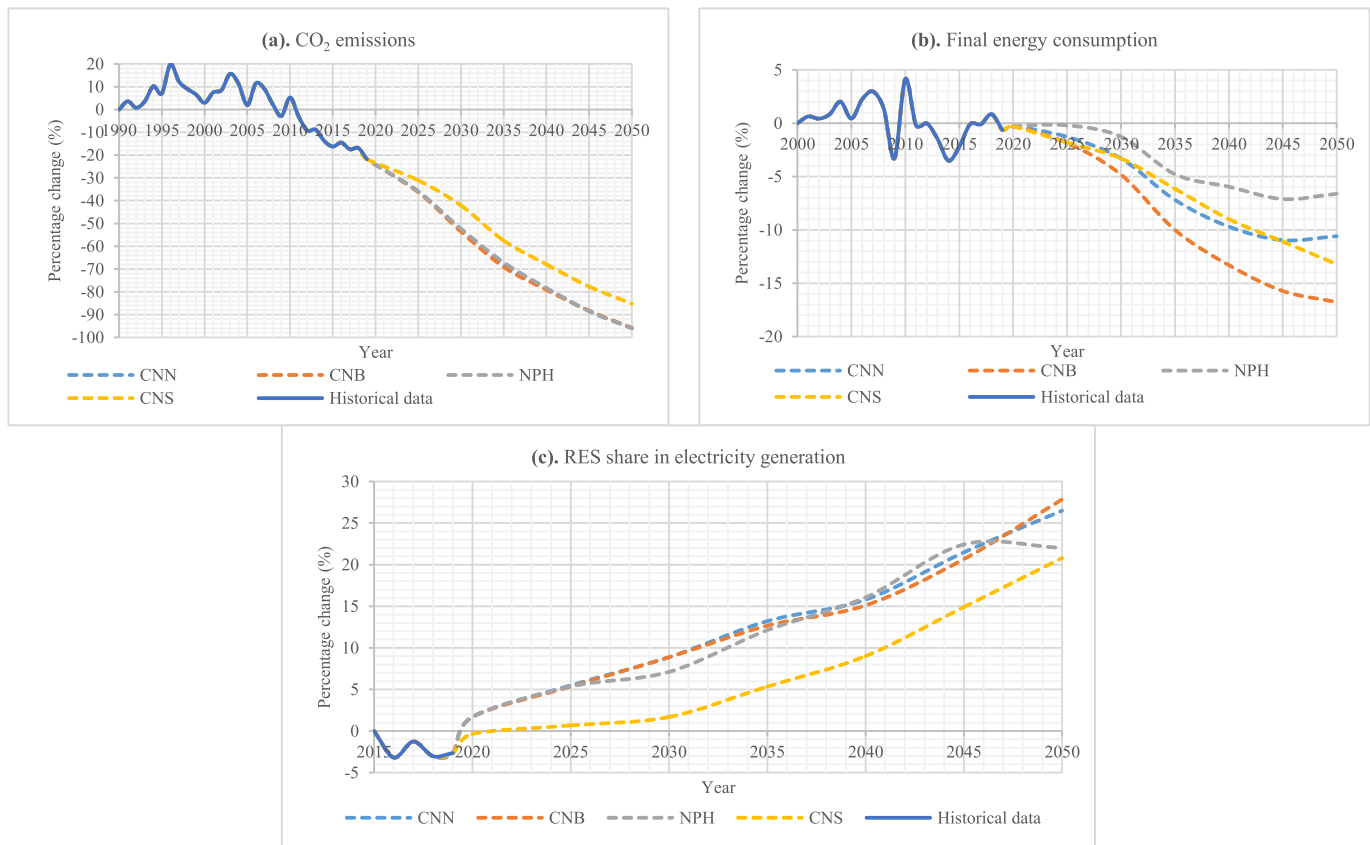 (a). CO₂ emissions
20
10
0
-10
-20
-30
-40
-50
-60
-70
-80
-90
-100
Percentage change (%)
1990 1995 2000 2005 2010 2015 2020 2025 2030 2035 2040 2045 2050
Year
CNN CNB NPH
CNS Historical data
(b). Final energy consumption
5
0
-5
-10
-15
-20
Percentage change (%)
2000 2005 2010 2015 2020 2025 2030 2035 2040 2045 2050
Year
CNN CNB NPH
CNS Historical data
(c). RES share in electricity generation
30
25
20
15
10
5
0
-5
Percentage change (%)
2015 2020 2025 2030 2035 2040 2045 2050
Year
CNN CNB NPH CNS Historical data